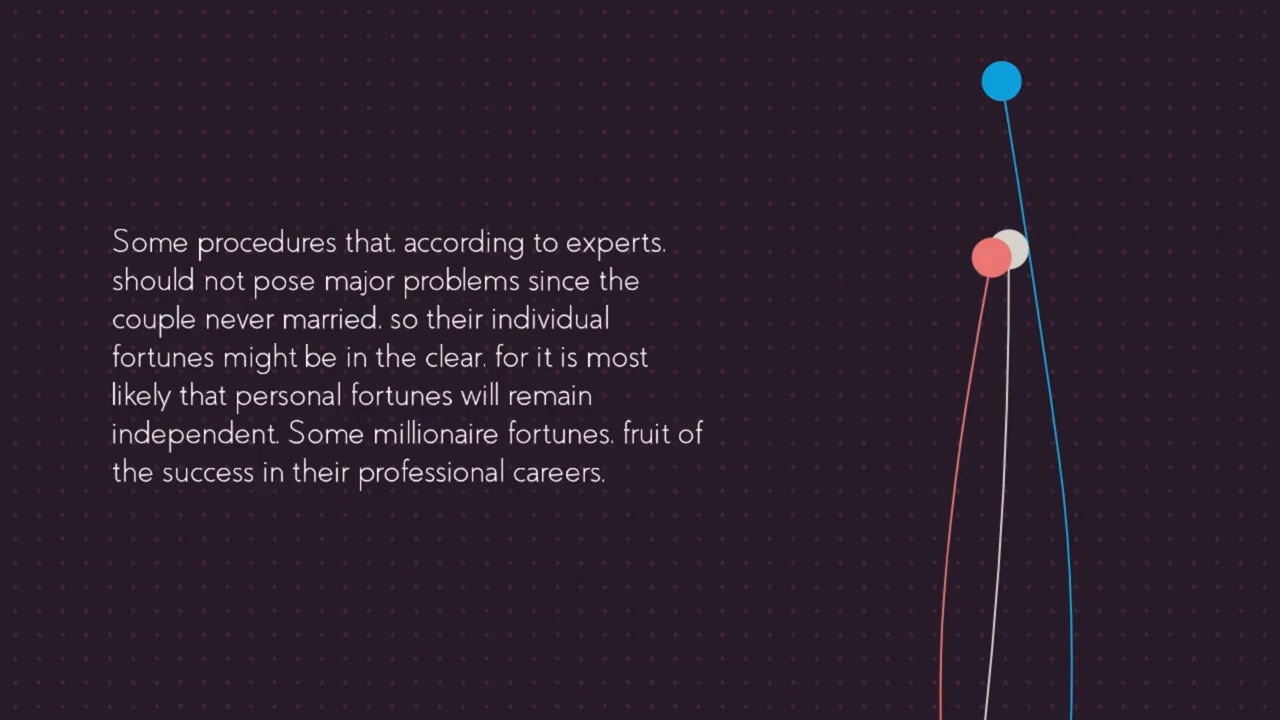 Some procedures that, according to experts,
should not pose major problems since the
couple never married, so their individual
fortunes might be in the clear, for it is most
likely that personal fortunes will remain
independent. Some millionaire fortunes, fruit of
the success in their professional careers.